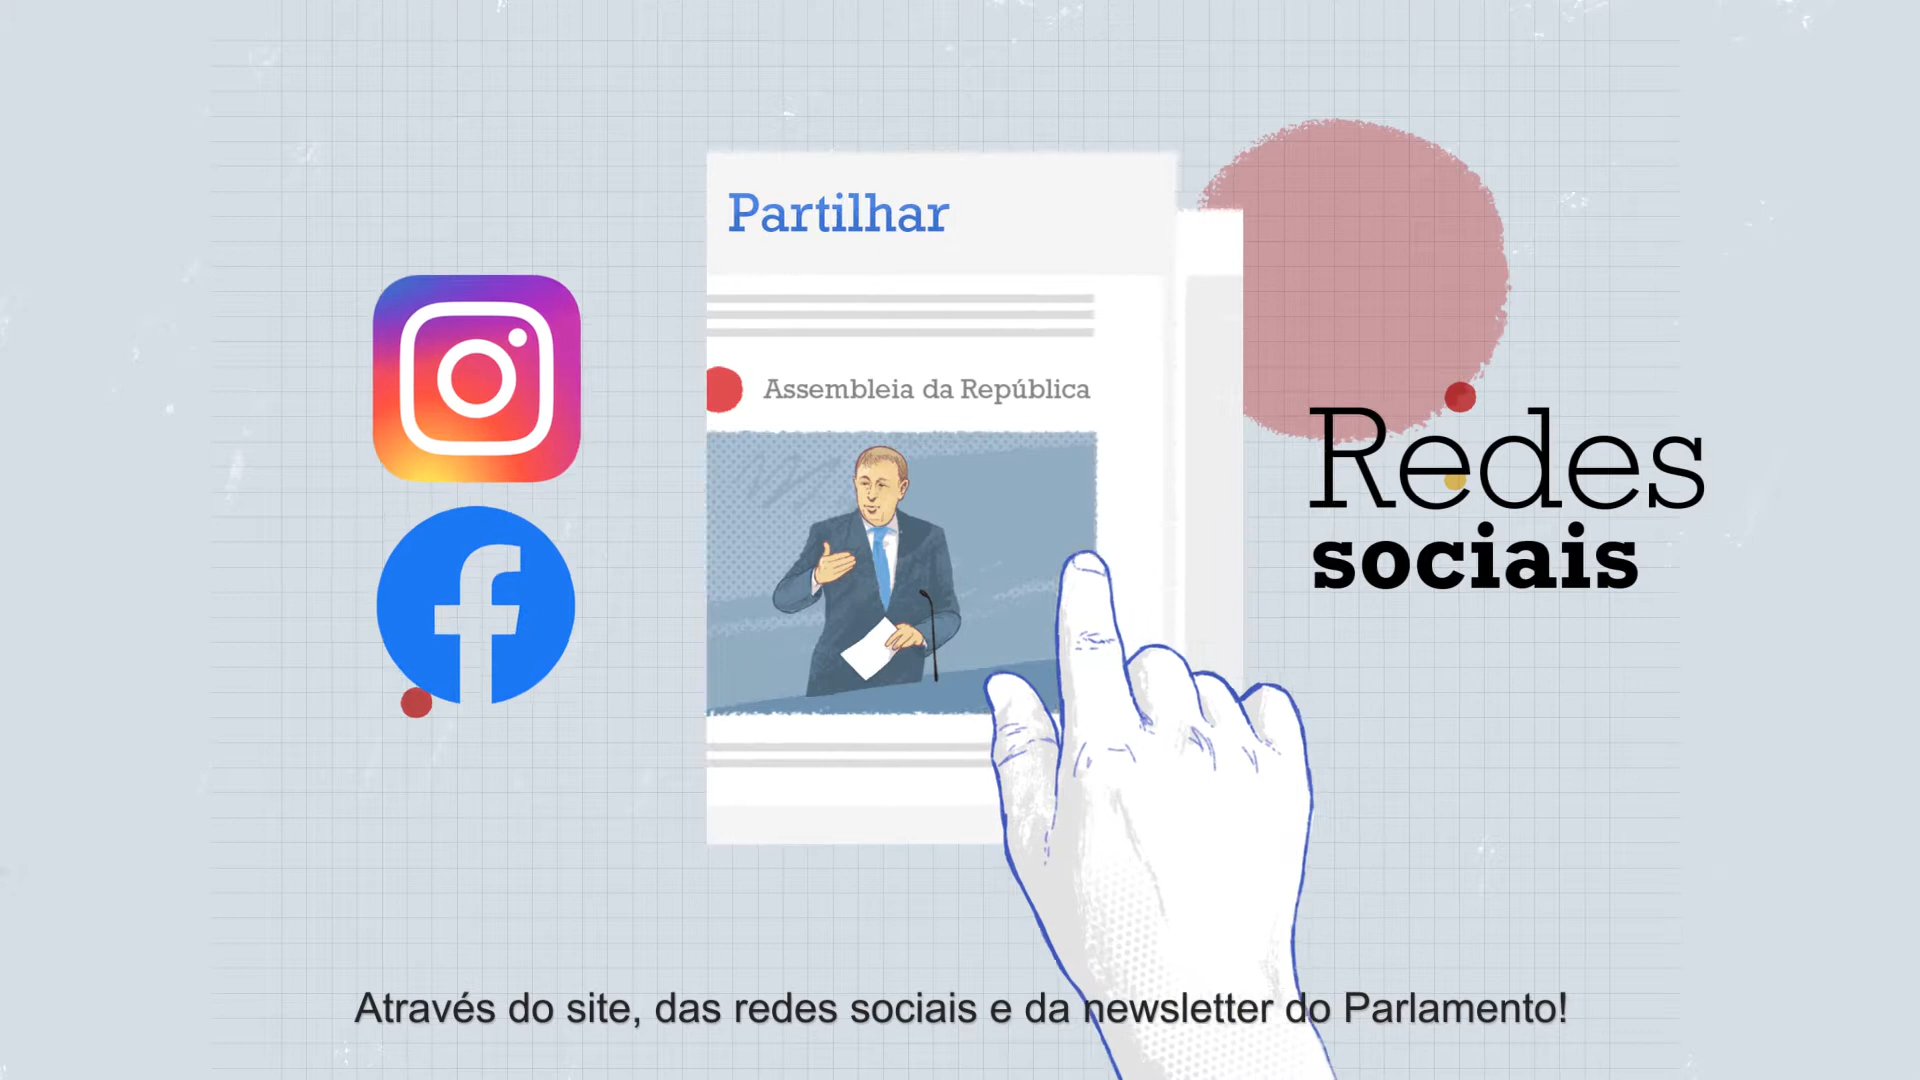 Partilhar
Assembleia da República
Redes
sociais
Através do site, das redes sociais e da newsletter do Parlamento!